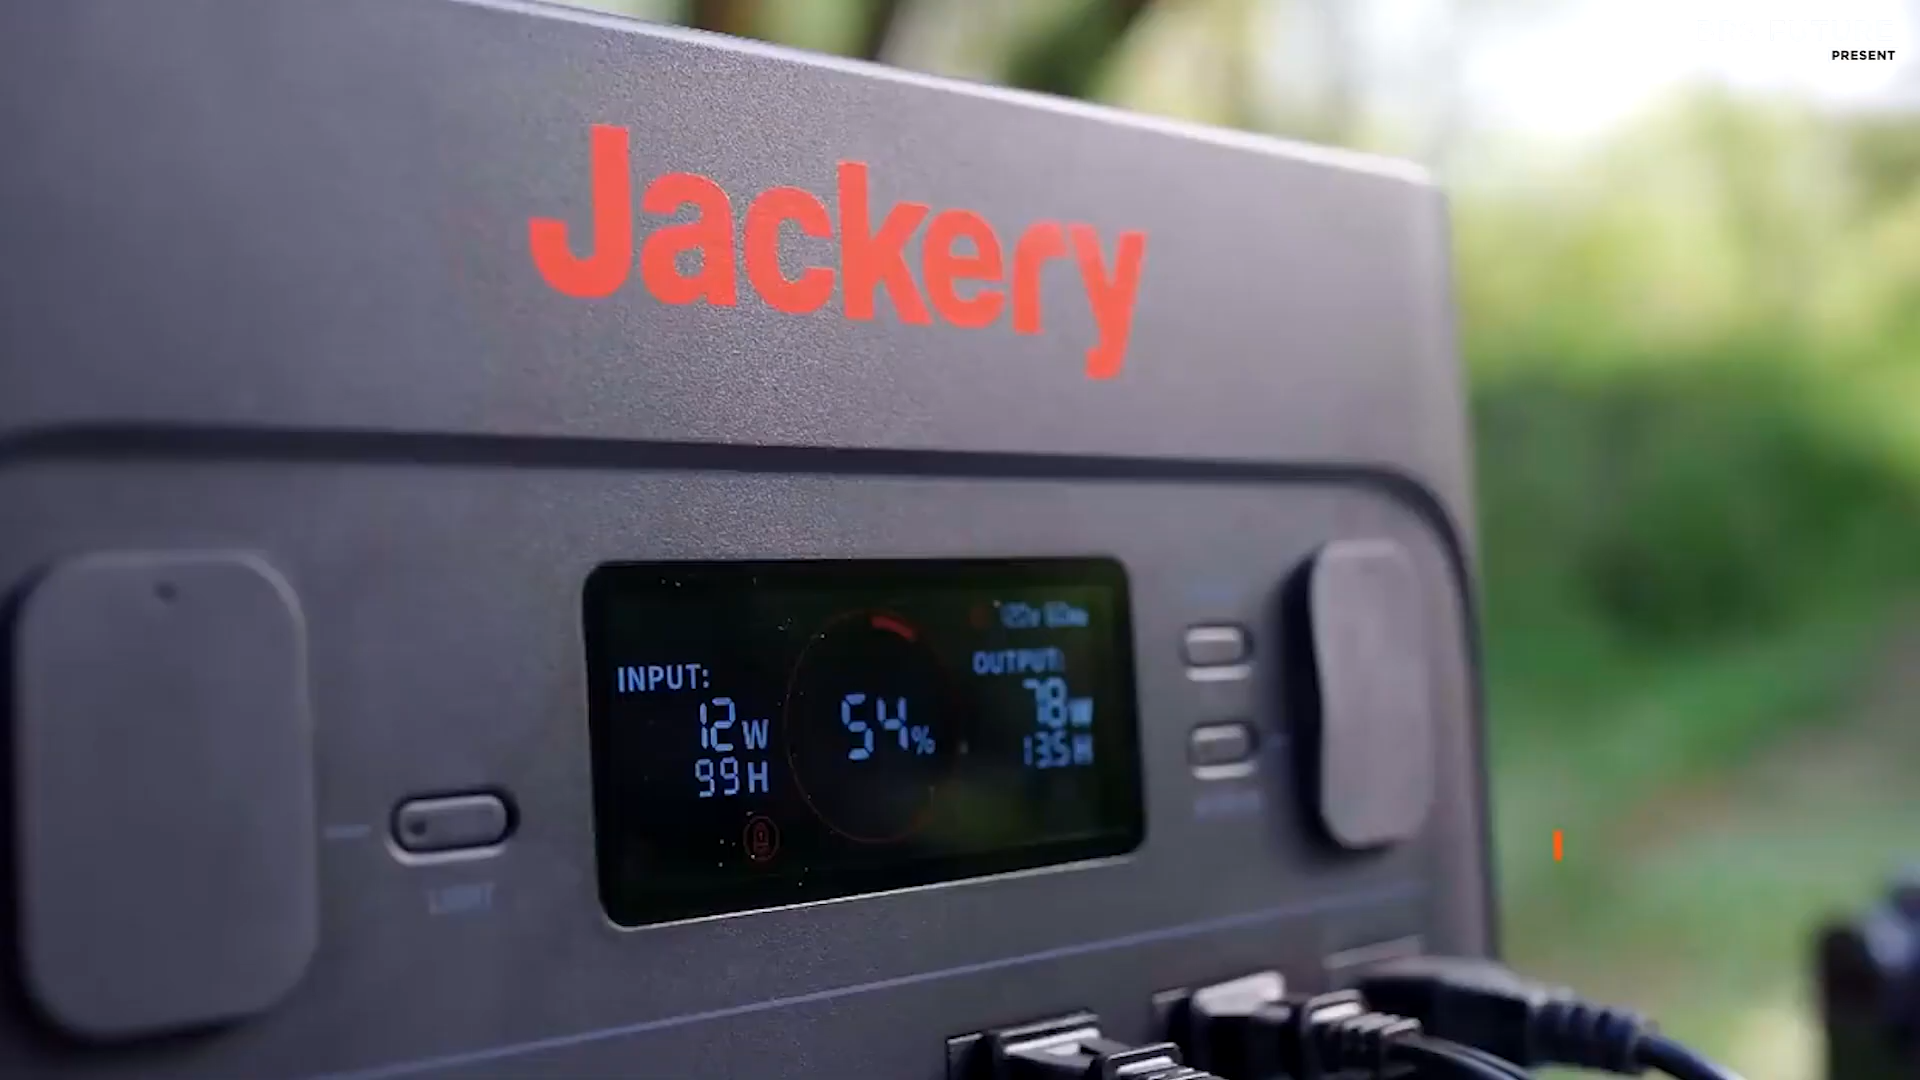 PRESENT
Jackery
120v 60Hz
INPUT:
OUTPUT:
12W
54%
78W
99H
13.5H
LIGHT